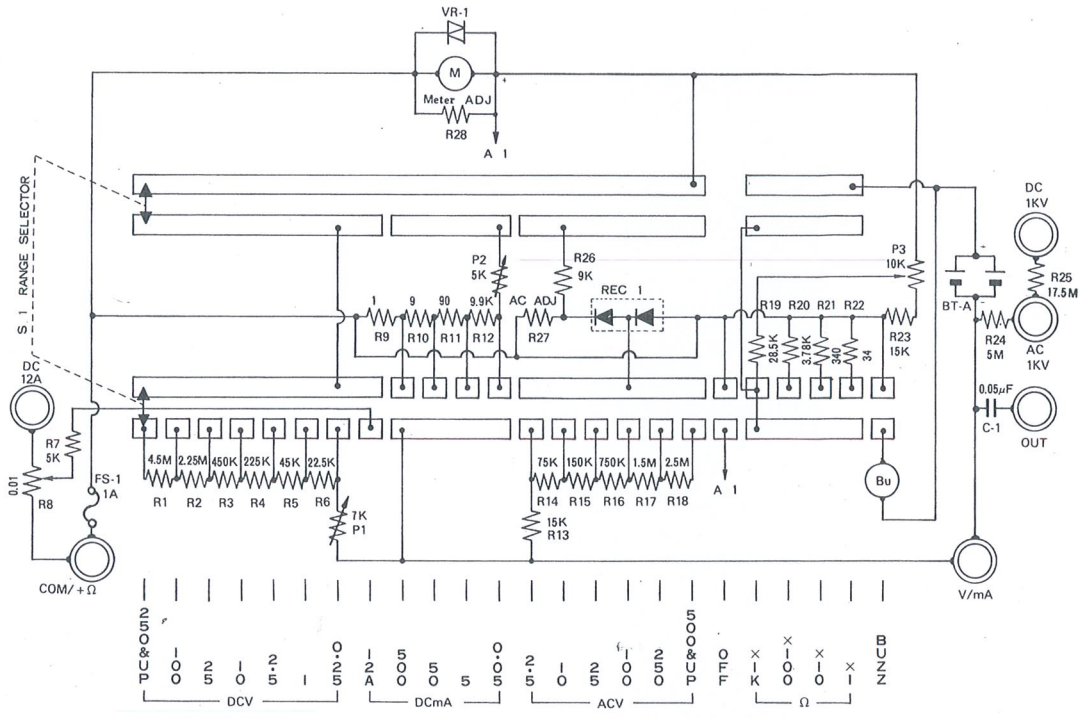 VR-1
M
+
Meter ADJ
R28
A 1
S 1 RANGE SELECTOR
DC
1KV
P3
10K
+
R25
17.5M
BT-A
-
R24
5M
AC
1KV
P2
5K
R26
9K
REC 1
1
9
90
9.9K
AC ADJ
R9
R10
R11
R12
R27
R19
R20
R21
R22
28.5K
3.78K
340
34
R23
15K
DC
12A
0.05μF
C-1
OUT
R7
5K
0.01
R8
FS-1
1A
4.5M
2.25M
450K
225K
45K
22.5K
R1
R2
R3
R4
R5
R6
7K
P1
75K
150K
750K
1.5M
2.5M
R14
R15
R16
R17
R18
15K
R13
A 1
Bu
COM/+Ω
V/mA
250&UP
100
25
10
2.5
1
0.25
12A
500
50
5
0.05
2.5
10
25
100
250
500&UP
OFF
×1K
×100
×10
×1
BUZZ
DCV
DCmA
ACV
Ω